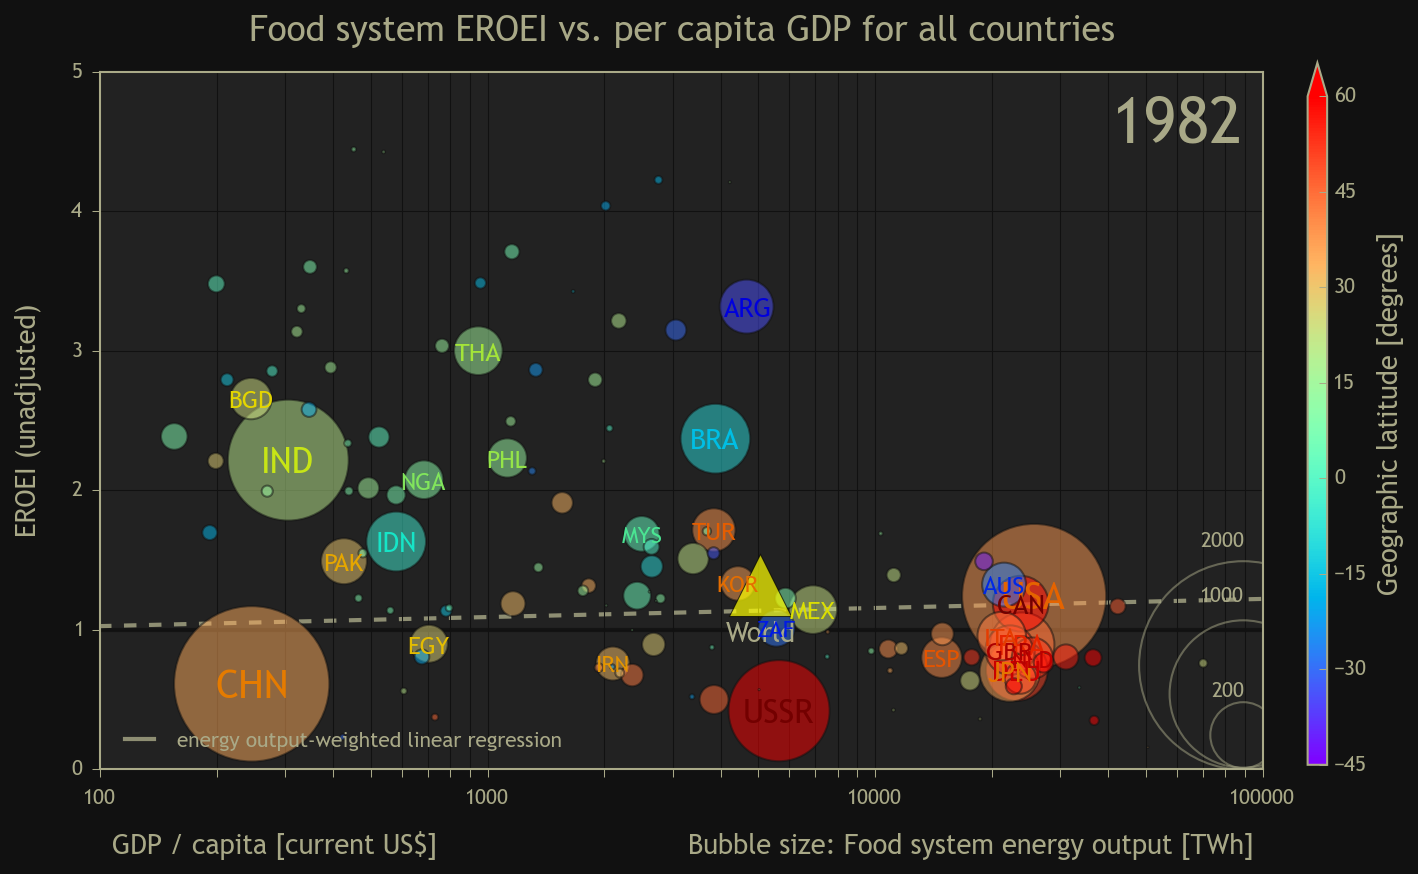 Food system EROEI vs. per capita GDP for all countries
1982
5
4
3
2
1
0
EROEI (unadjusted)
ARG
THA
BGD
BRA
IND
PHL
NGA
MYS
TUR
IDN
PAK
KOR
AUS
USA
CAN
MEX
World
ZAF
EGY
IRN
ESP
GBR
JPN
CHN
USSR
energy output-weighted linear regression
2000
1000
200
100
1000
10000
100000
GDP / capita [current US$]
Bubble size: Food system energy output [TWh]
60
45
30
15
0
−15
−30
−45
Geographic latitude [degrees]